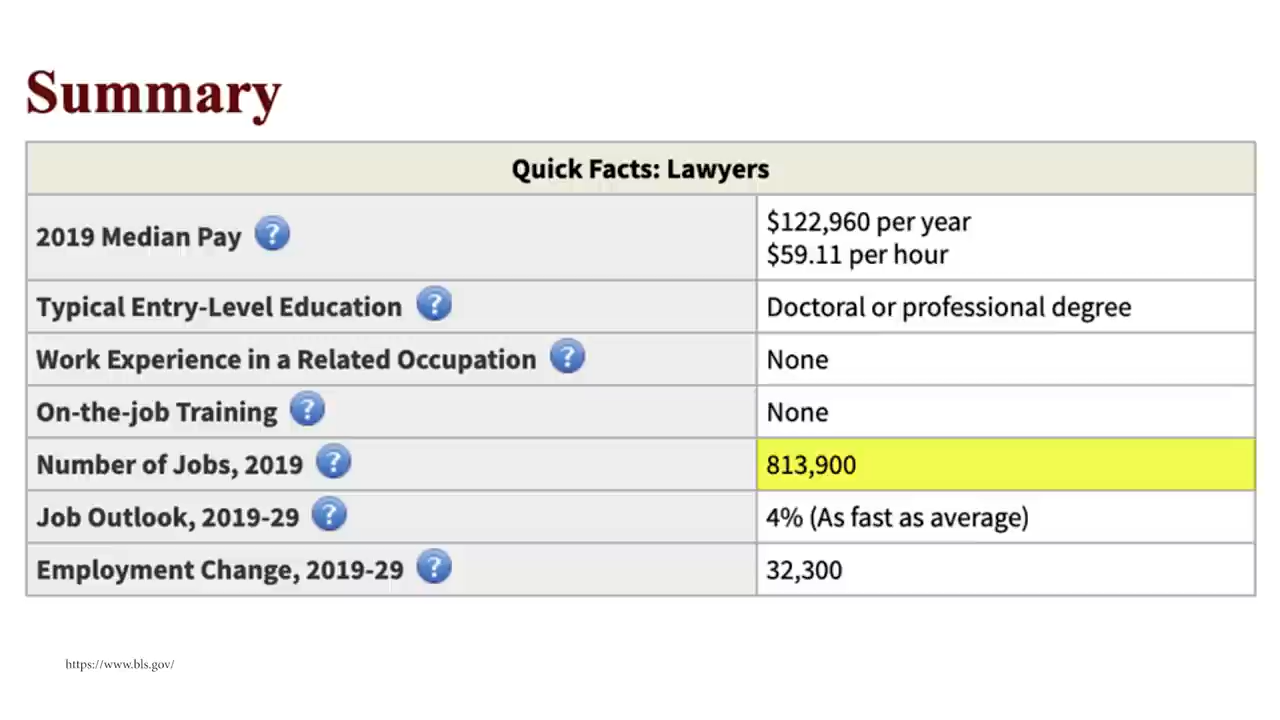 Summary
Quick Facts: Lawyers
2019 Median Pay ?
$122,960 per year
$59.11 per hour
Typical Entry-Level Education ?
Doctoral or professional degree
Work Experience in a Related Occupation ?
None
On-the-job Training ?
None
Number of Jobs, 2019 ?
813,900
Job Outlook, 2019-29 ?
4% (As fast as average)
Employment Change, 2019-29 ?
32,300
https://www.bls.gov/